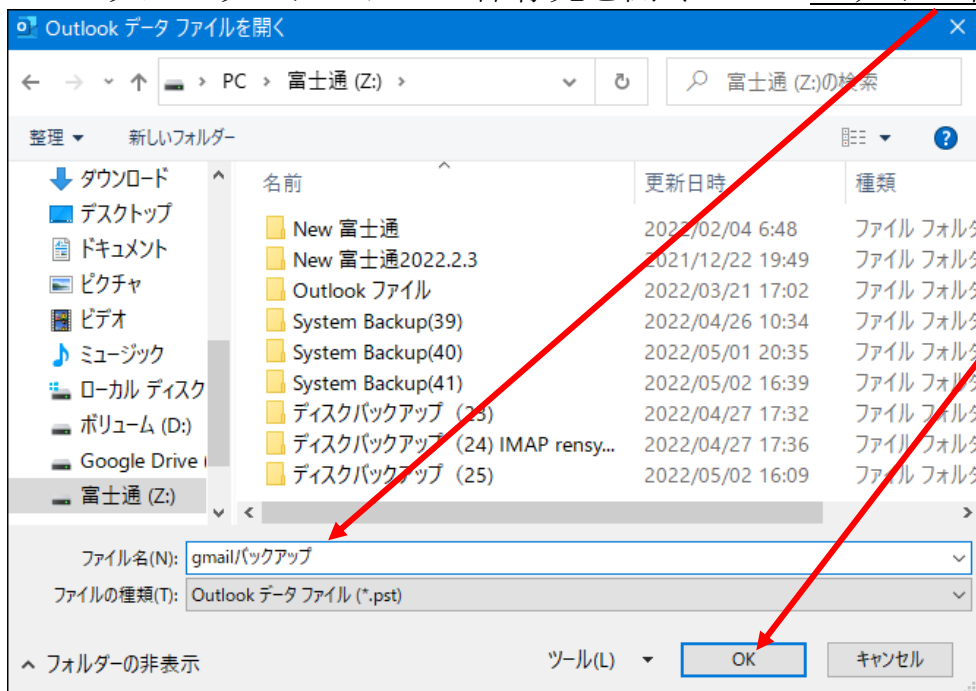 Outlook データ ファイルを開く
PC › 富士通 (Z:) ›
富士通 (Z:)の検索
整理 新しいフォルダー
名前 更新日時 種類
ダウンロード
デスクトップ
ドキュメント
ピクチャ
ビデオ
ミュージック
ローカル ディスク
ボリューム (D:)
Google Drive
富士通 (Z:)
New 富士通 2022/02/04 6:48 ファイル フォルダ
New 富士通2022.2.3 2021/12/22 19:49 ファイル フォルダ
Outlook ファイル 2022/03/21 17:02 ファイル フォルダ
System Backup(39) 2022/04/26 10:34 ファイル フォルダ
System Backup(40) 2022/05/01 20:35 ファイル フォルダ
System Backup(41) 2022/05/02 16:39 ファイル フォルダ
ディスクバックアップ (23) 2022/04/27 17:32 ファイル フォルダ
ディスクバックアップ (24) IMAP rensy... 2022/04/27 17:36 ファイル フォルダ
ディスクバックアップ (25) 2022/05/02 16:09 ファイル フォルダ
ファイル名(N): gmailバックアップ
ファイルの種類(T): Outlook データ ファイル (*.pst)
フォルダーの非表示 ツール(L) OK キャンセル